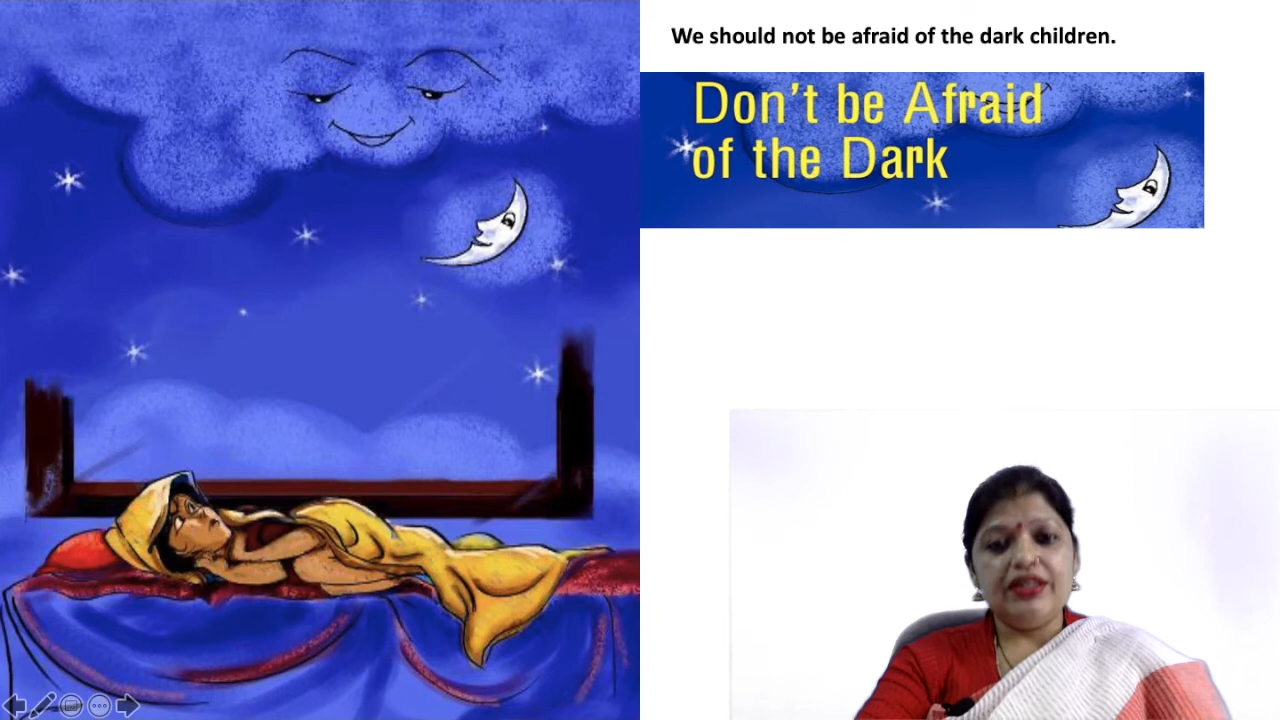 We should not be afraid of the dark children.
Don't be Afraid
of the Dark